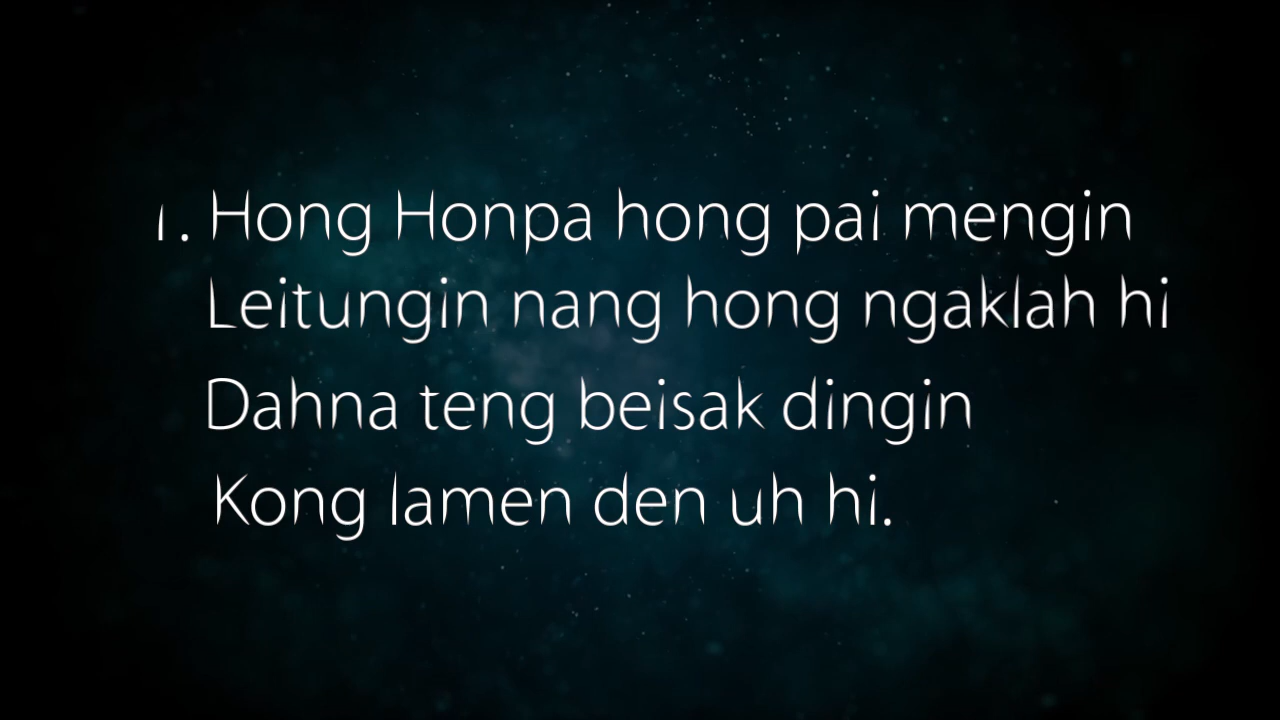 1. Hong Honpa hong pai mengin
Leitungin nang hong ngaklah hi
Dahna teng beisak dingin
Kong lamen den uh hi.